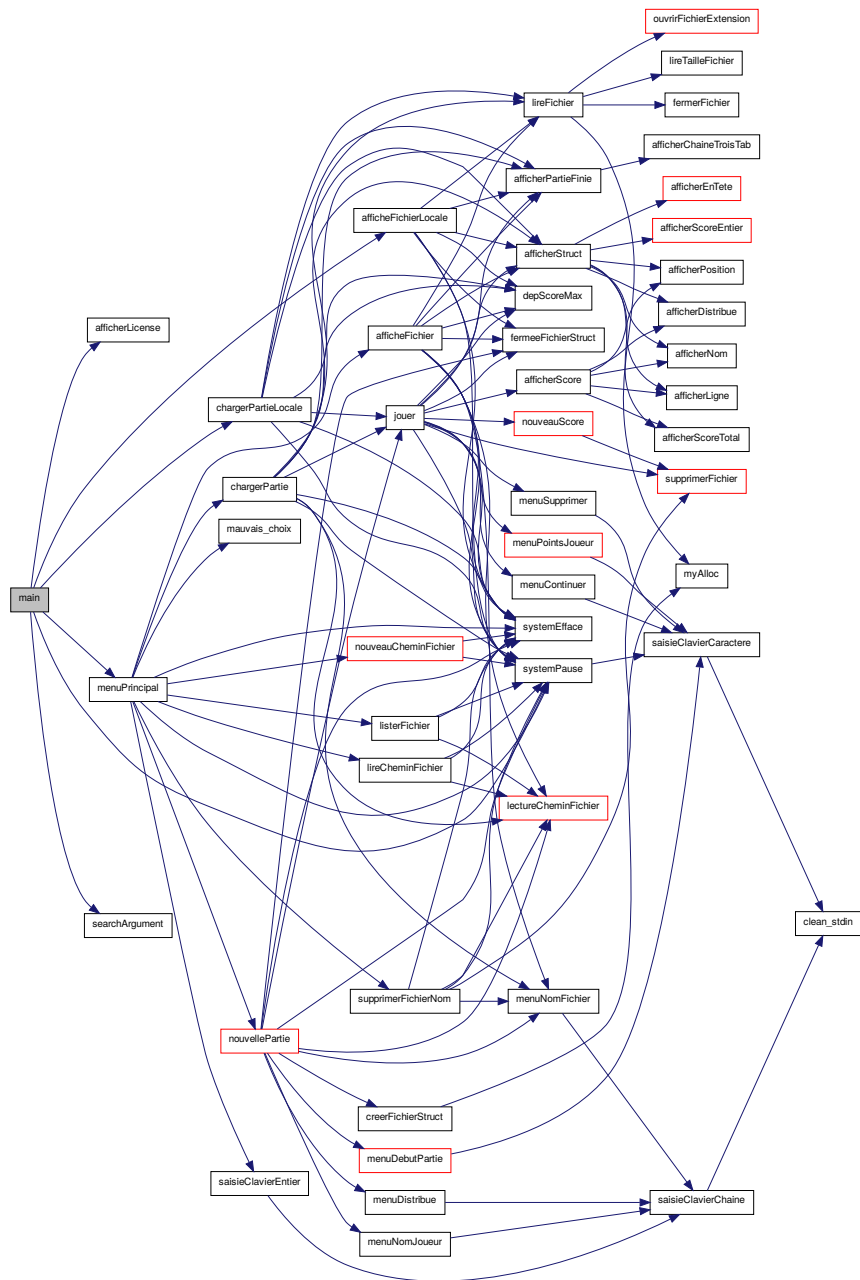 ouvrirFichierExtension
lireTailleFichier
lireFichier
fermerFichier
afficherChaineTroisTab
afficherPartieFinie
afficherEnTete
afficheFichierLocale
afficherScoreEntier
afficherStruct
afficherPosition
depScoreMax
afficherDistribue
afficherLicense
afficheFichier
fermeeFichierStruct
afficherNom
afficherScore
afficherLigne
chargerPartieLocale
jouer
nouveauScore
afficherScoreTotal
chargerPartie
supprimerFichier
menuSupprimer
mauvais_choix
menuPointsJoueur
myAlloc
main
menuContinuer
systemEfface
saisieClavierCaractere
nouveauCheminFichier
systemPause
menuPrincipal
listerFichier
lireCheminFichier
lectureCheminFichier
searchArgument
clean_stdin
supprimerFichierNom
menuNomFichier
nouvellePartie
creerFichierStruct
menuDebutPartie
saisieClavierEntier
menuDistribue
saisieClavierChaine
menuNomJoueur